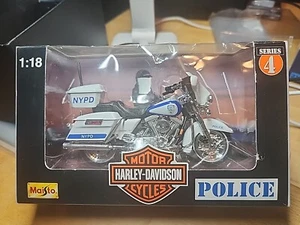 1:18
SERIES
4
NYPD
NYPD
MOTOR
HARLEY-DAVIDSON
CYCLES
Maisto
POLICE